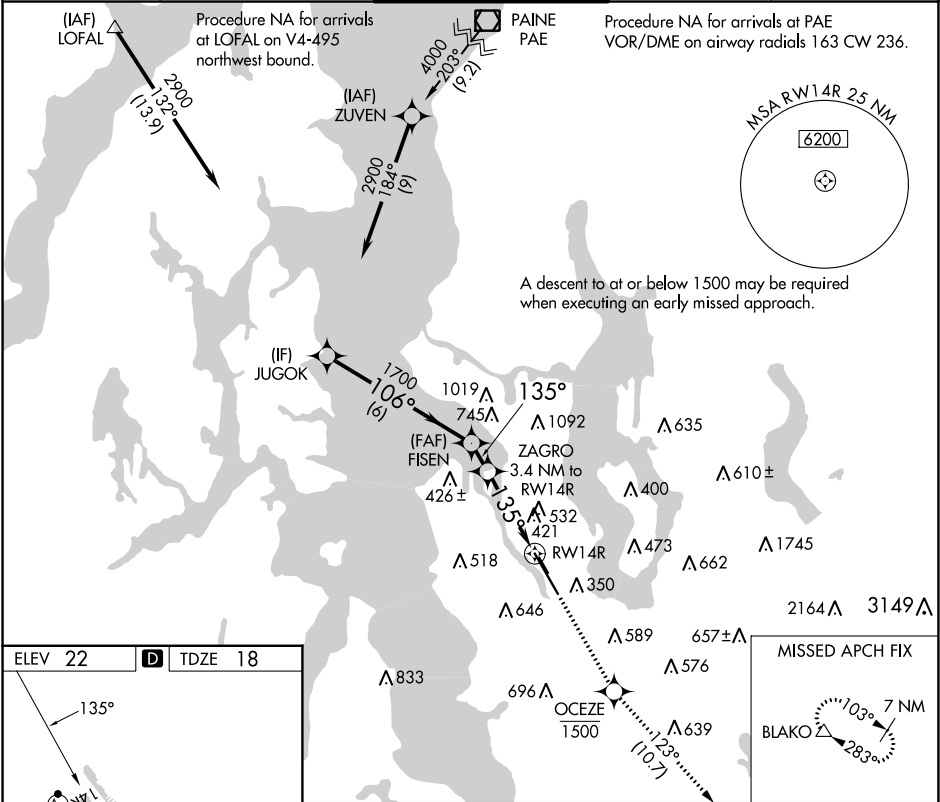 (IAF)
LOFAL
Procedure NA for arrivals
at LOFAL on V4-495
northwest bound.
PAINE
PAE
Procedure NA for arrivals at PAE
VOR/DME on airway radials 163 CW 236.
4000
203°
(9.2)
2900
132°
(13.9)
(IAF)
ZUVEN
MSA RW14R 25 NM
6200
2900
184°
(9)
A descent to at or below 1500 may be required
when executing an early missed approach.
(IF)
JUGOK
1700
106°
(6)
1019
135°
745
1092
635
(FAF)
FISEN
ZAGRO
3.4 NM to
RW14R
426±
400
610±
135°
532
421
RW14R
473
1745
518
662
350
646
2164
3149
589
657±
576
833
696
OCEZE
1500
639
123°
(10.7)
MISSED APCH FIX
7 NM
103°
BLAKO
283°
ELEV 22
D
TDZE 18
135°
14R